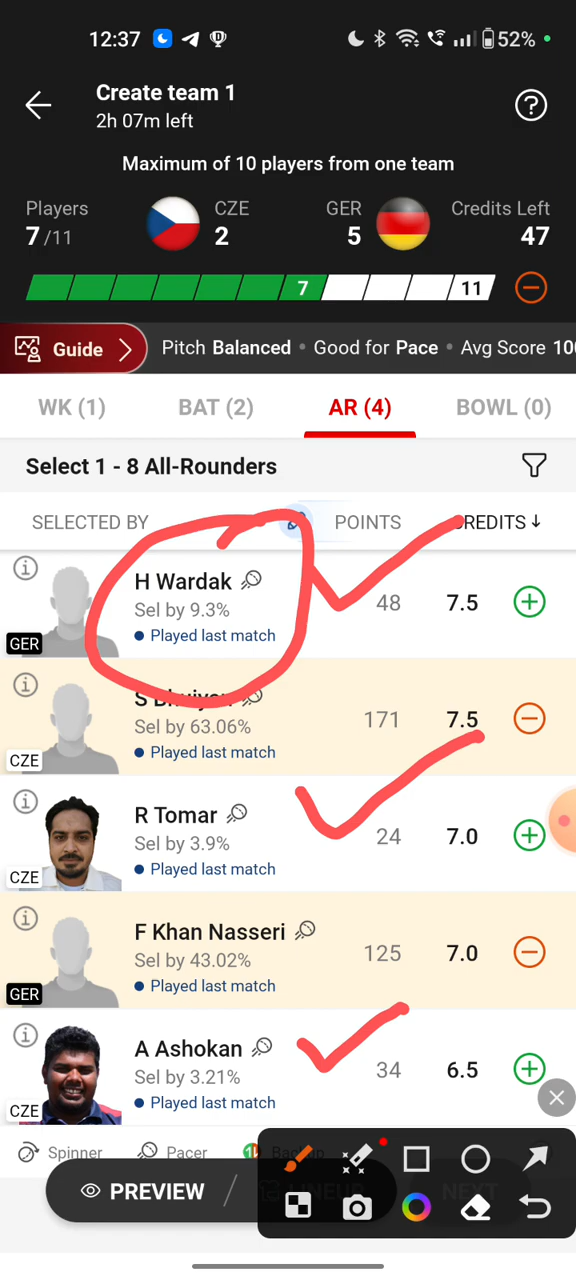 12:37
52%
Create team 1
2h 07m left
Maximum of 10 players from one team
Players
7/11
CZE
2
GER
5
Credits Left
47
7
11
Guide
Pitch Balanced • Good for Pace • Avg Score 100
WK (1)
BAT (2)
AR (4)
BOWL (0)
Select 1 - 8 All-Rounders
SELECTED BY
POINTS
CREDITS ↓
H Wardak
Sel by 9.3%
Played last match
GER
48
7.5
S Bhuiyan
Sel by 63.06%
Played last match
CZE
171
7.5
R Tomar
Sel by 3.9%
Played last match
CZE
24
7.0
F Khan Nasseri
Sel by 43.02%
Played last match
GER
125
7.0
A Ashokan
Sel by 3.21%
Played last match
CZE
34
6.5
Spinner
Pacer
Backup
PREVIEW
LINEUP
NEXT